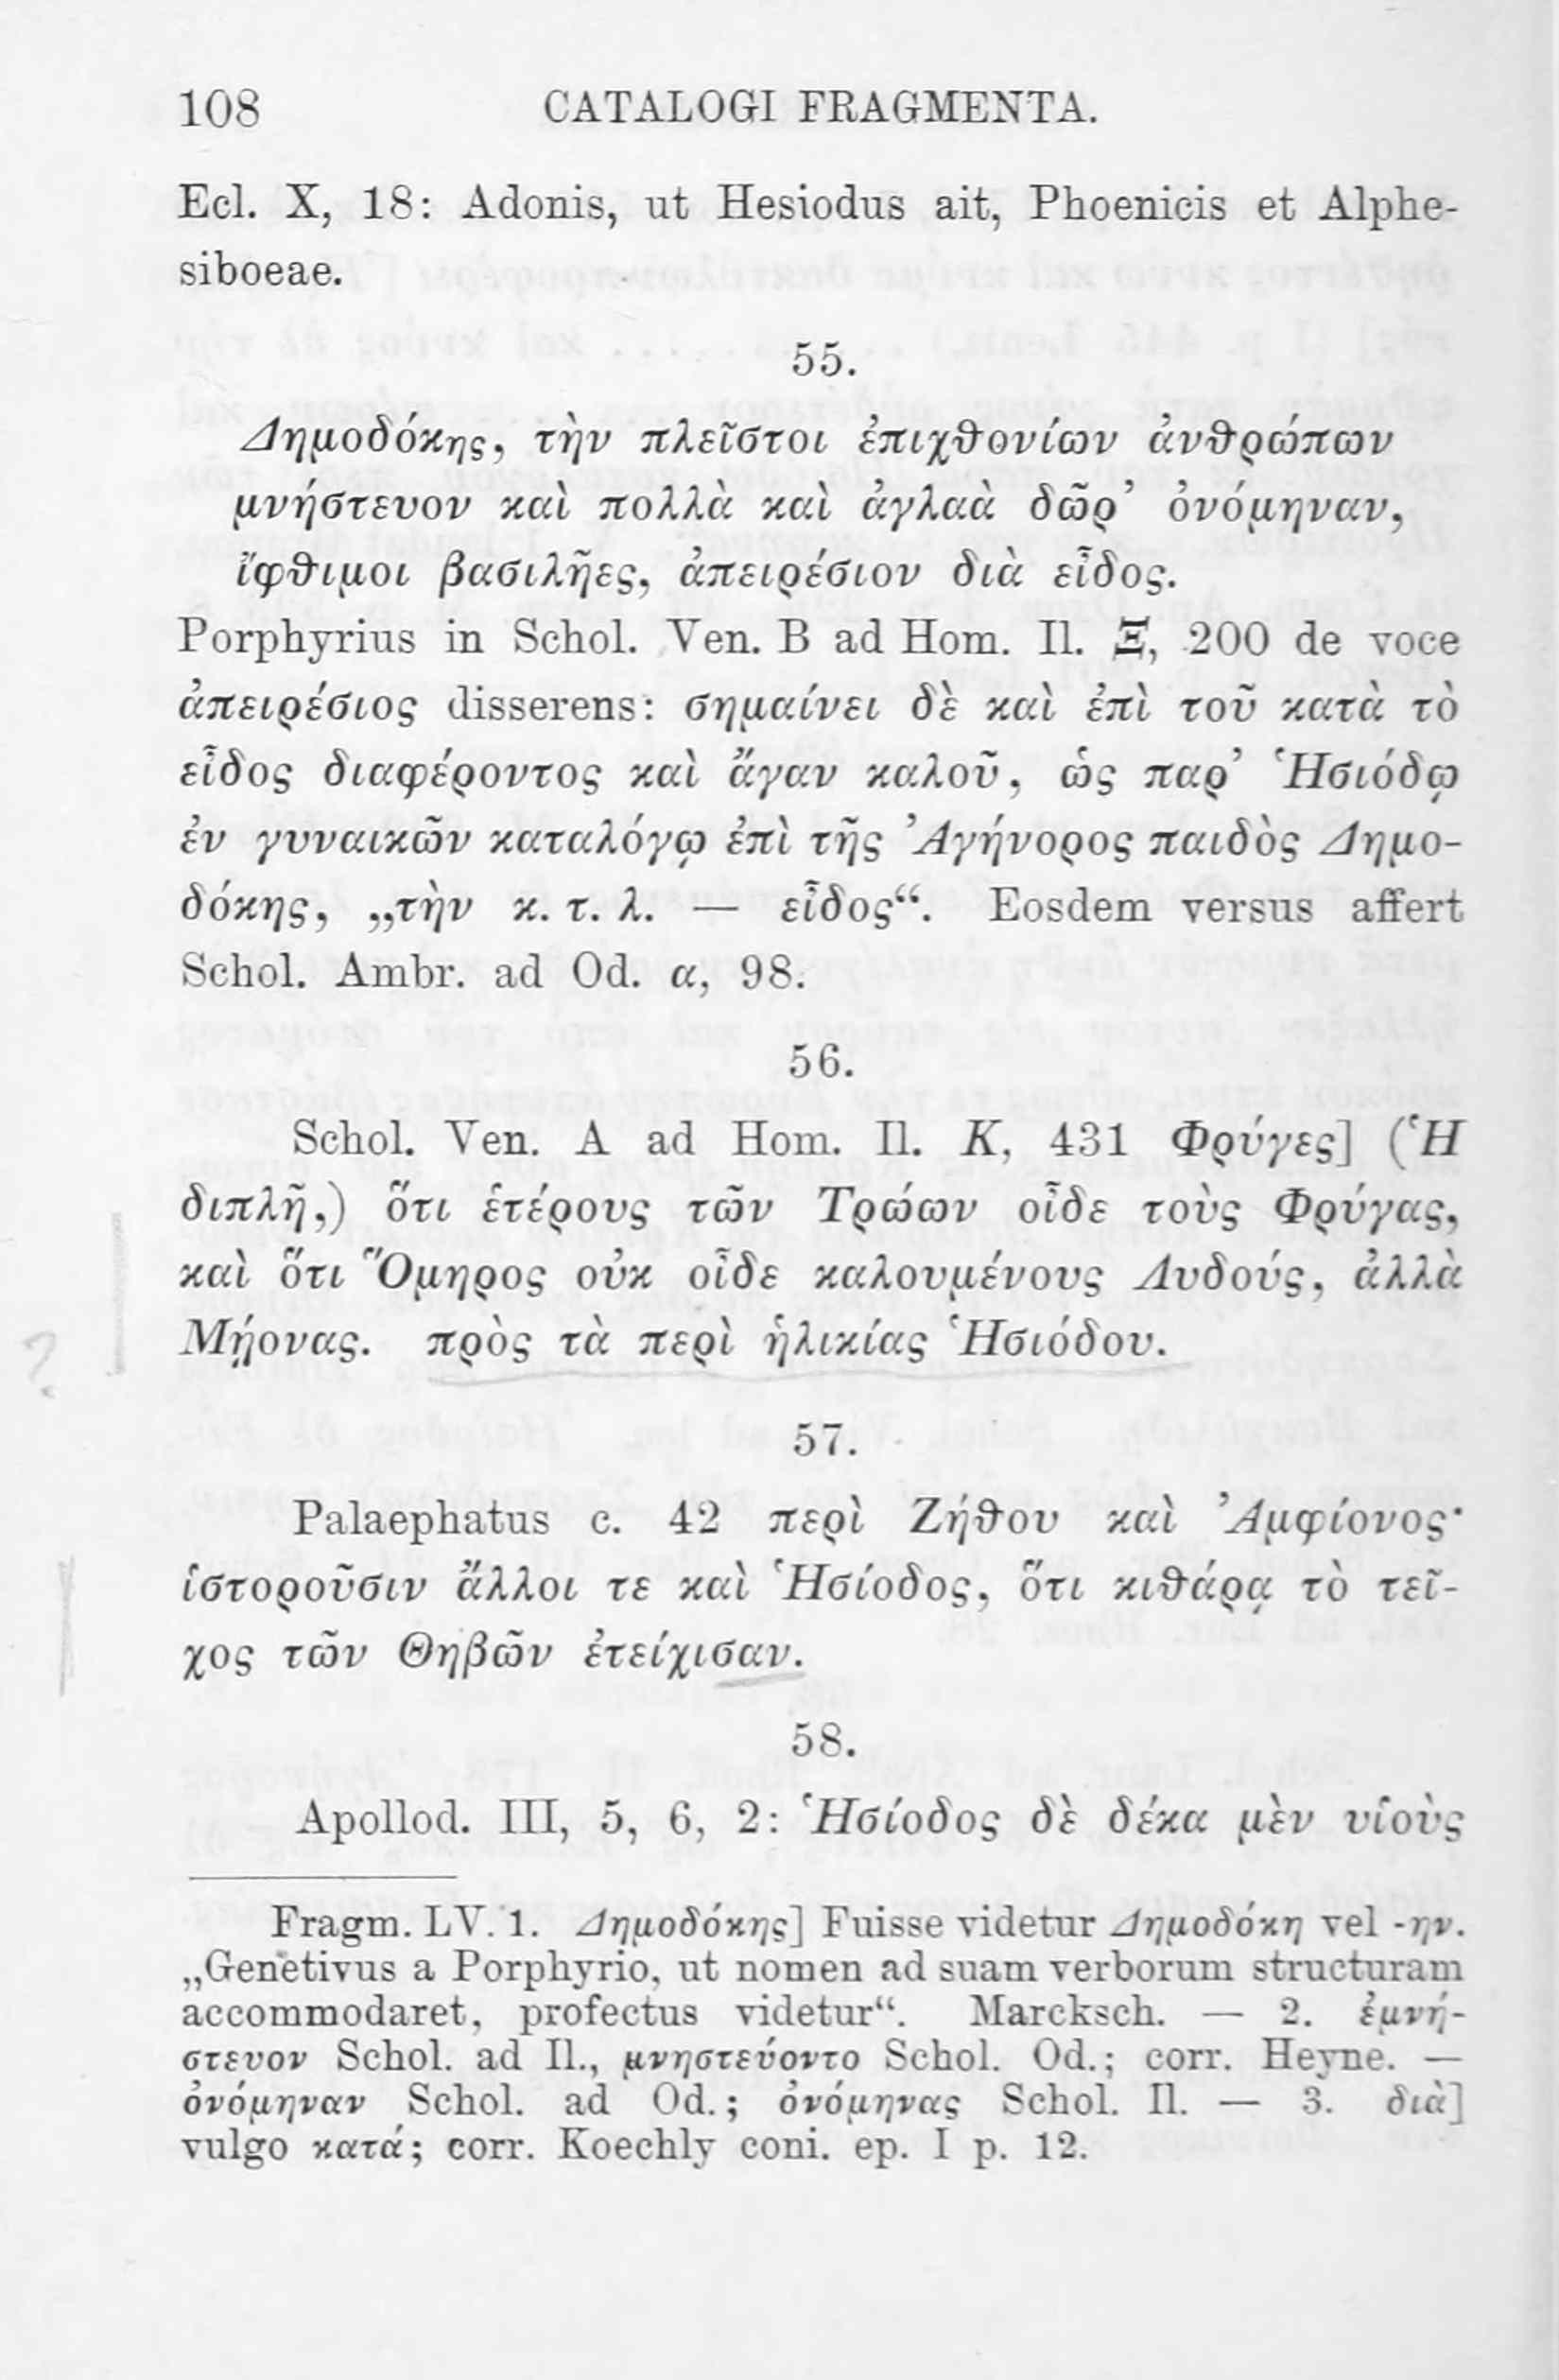 108 CATALOGI FRAGMENTA.
Ecl. X, 18: Adonis, ut Hesiodus ait, Phoenicis et Alphe-
siboeae.
55.
Δημοδόκης, τὴν πλεῖστοι ἐπιχθονίων ἀνθρώπων
μνήστευον καὶ πολλὰ καὶ ἀγλαὰ δῶρ’ ὀνόμηναν,
ἴφθιμοι βασιλῆες, ἀπειρέσιον διὰ εἶδος.
Porphyrius in Schol. Ven. B ad Hom. Il. Ξ, 200 de voce
ἀπειρέσιος disserens: σημαίνει δὲ καὶ ἐπὶ τοῦ κατὰ τὸ
εἶδος διαφέροντος καὶ ἄγαν καλοῦ, ὡς παρ’ Ἡσιόδῳ
ἐν γυναικῶν καταλόγῳ ἐπὶ τῆς Ἀγήνορος παιδὸς Δημο-
δόκης, „τὴν κ. τ. λ. — εἶδος“. Eosdem versus affert
Schol. Ambr. ad Od. α, 98.
56.
Schol. Ven. A ad Hom. Il. Κ, 431 Φρύγες] (Ἡ
διπλῆ,) ὅτι ἑτέρους τῶν Τρώων οἶδε τοὺς Φρύγας,
καὶ ὅτι Ὅμηρος οὐκ οἶδε καλουμένους Λυδούς, ἀλλὰ
Μῄονας. πρὸς τὰ περὶ ἡλικίας Ἡσιόδου.
?
57.
Palaephatus c. 42 περὶ Ζήθου καὶ Ἀμφίονος·
ἱστοροῦσιν ἄλλοι τε καὶ Ἡσίοδος, ὅτι κιθάρᾳ τὸ τεῖ-
χος τῶν Θηβῶν ἐτείχισαν.
58.
Apollod. III, 5, 6, 2: Ἡσίοδος δὲ δέκα μὲν υἱοὺς
Fragm. LV. 1. Δημοδόκης] Fuisse videtur Δημοδόκη vel -ην.
„Genetivus a Porphyrio, ut nomen ad suam verborum structuram
accommodaret, profectus videtur“. Marcksch. — 2. ἐμνή-
στευον Schol. ad Il., μνηστεύοντο Schol. Od.; corr. Heyne. —
ὀνόμηναν Schol. ad Od.; ὀνόμηνας Schol. Il. — 3. διὰ]
vulgo κατά; corr. Koechly coni. ep. I p. 12.